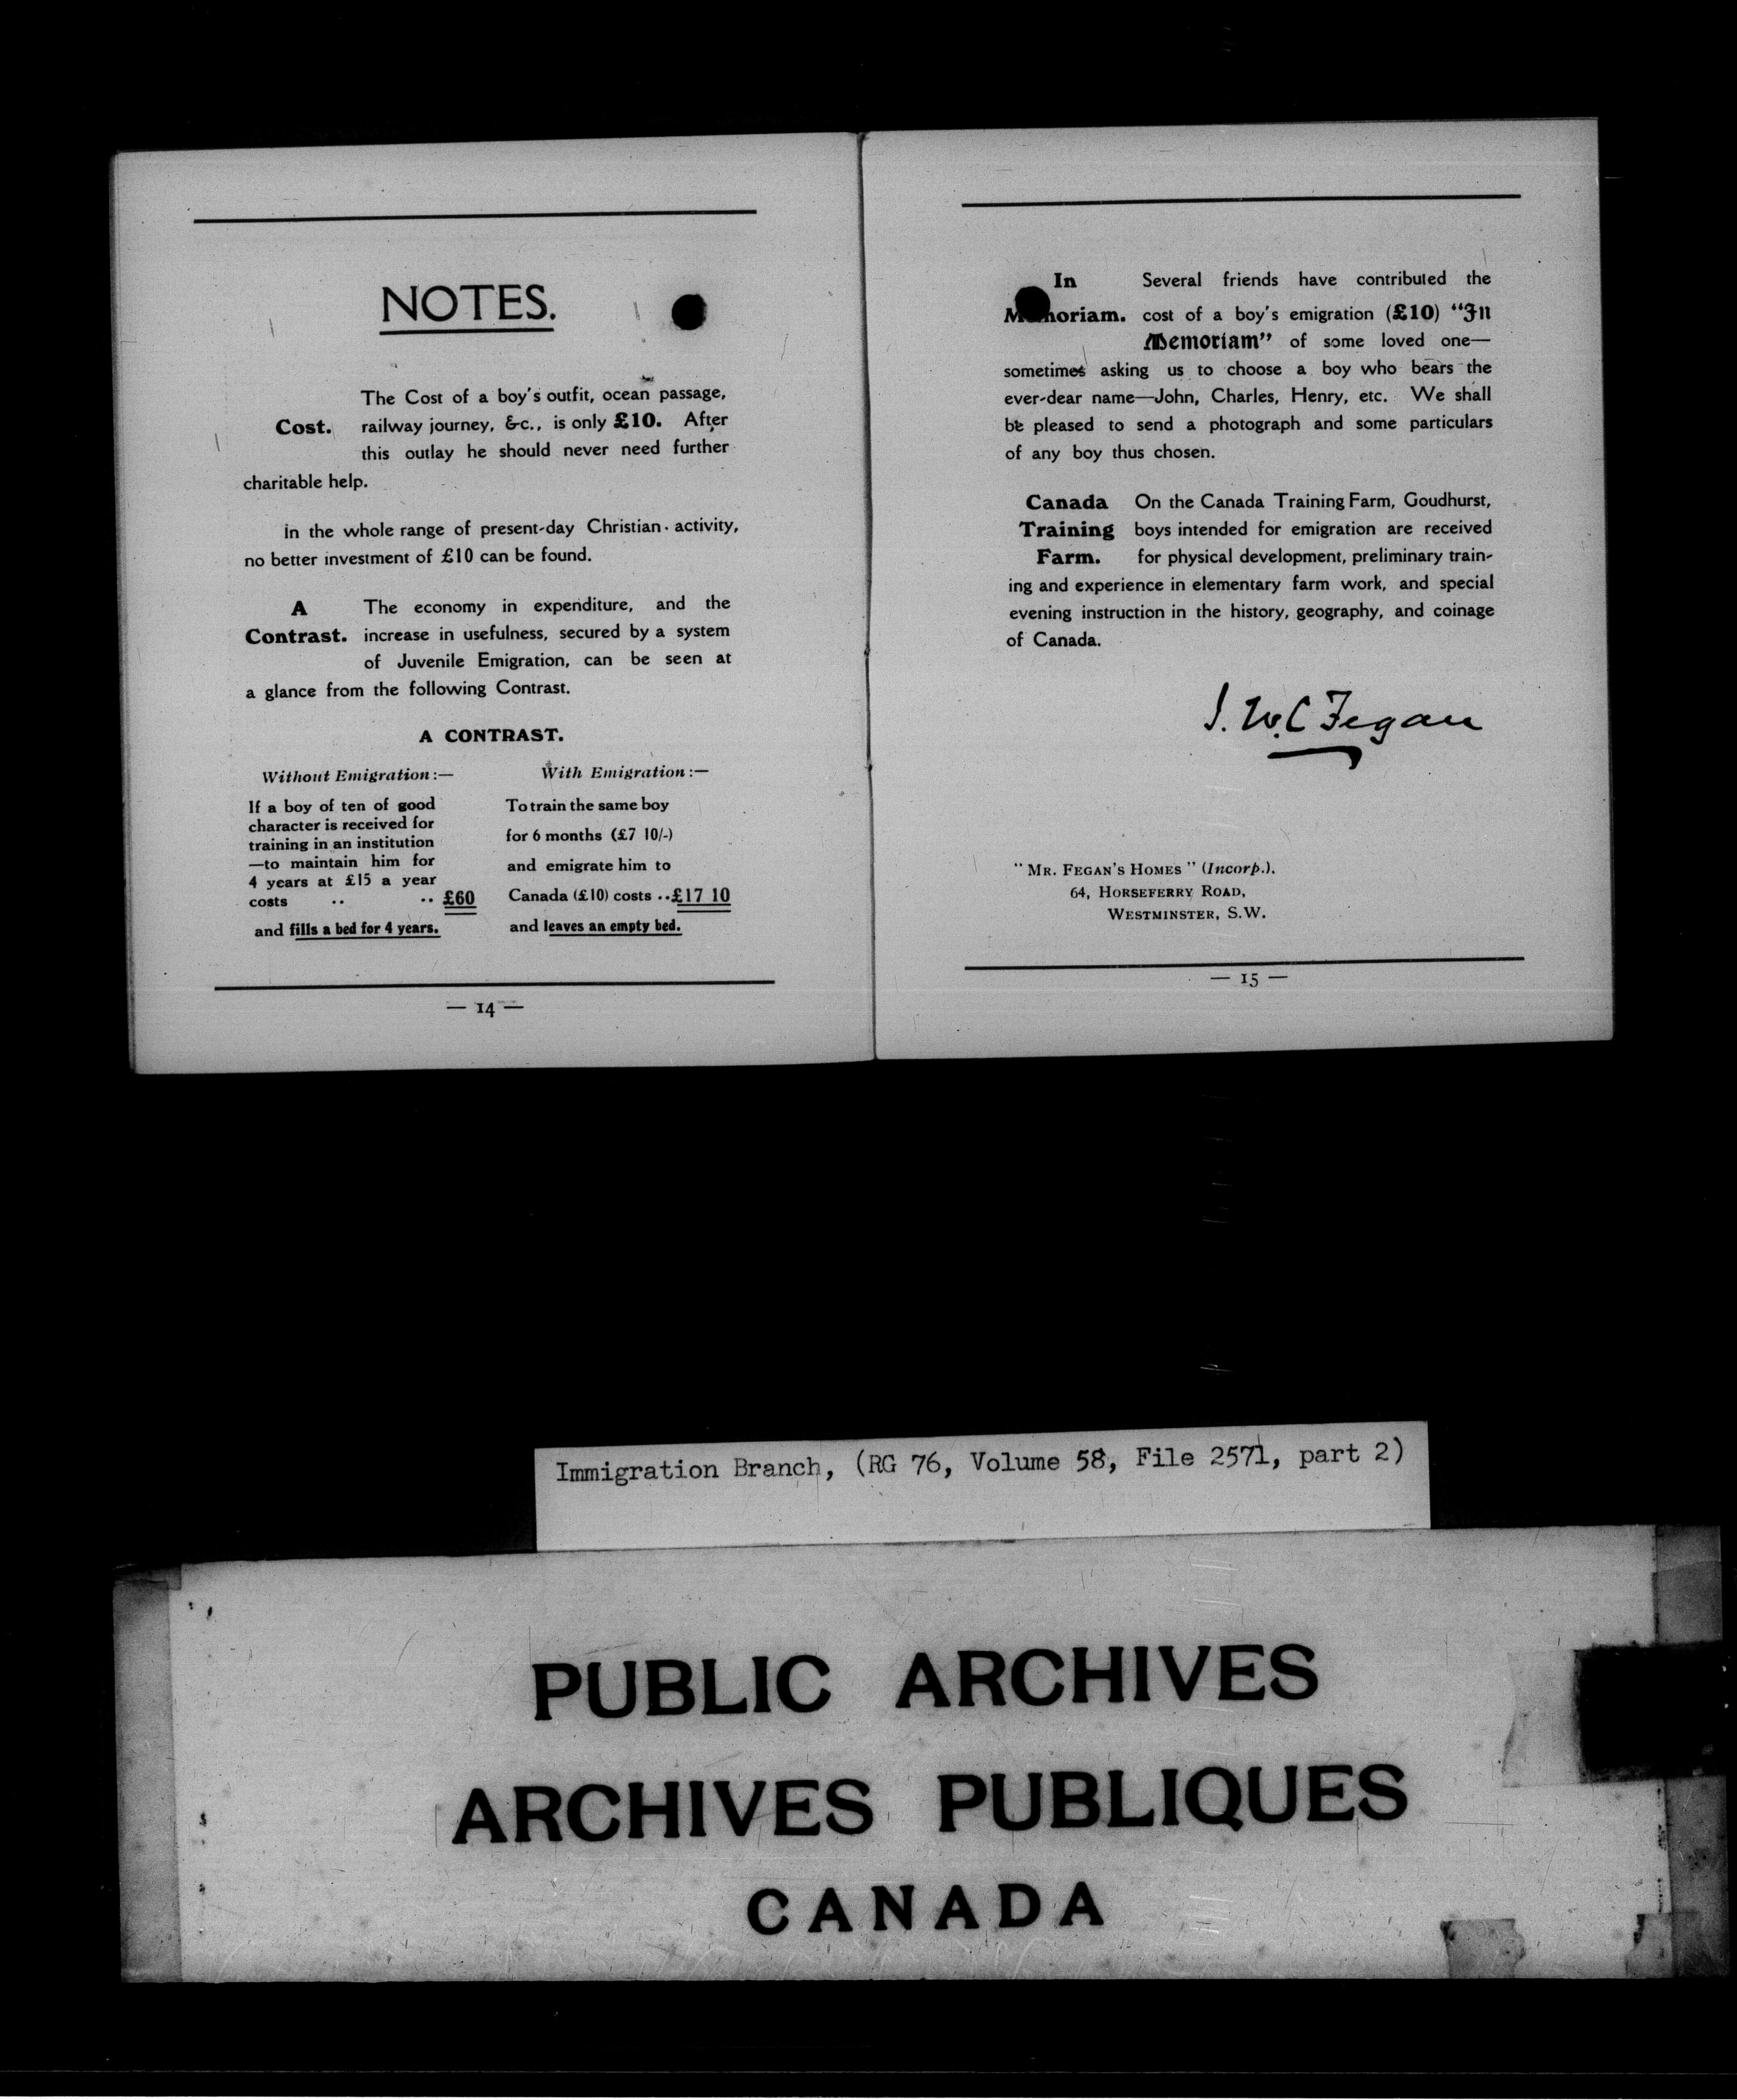 NOTES.
The Cost of a boy's outfit, ocean passage,
Cost. railway journey, &c., is only £10. After
this outlay he should never need further
charitable help.
In the whole range of present-day Christian activity,
no better investment of £10 can be found.
A The economy in expenditure, and the
Contrast. increase in usefulness, secured by a system
of Juvenile Emigration, can be seen at
a glance from the following Contrast.
A CONTRAST.
Without Emigration:—
If a boy of ten of good
character is received for
training in an institution
—to maintain him for
4 years at £15 a year
costs .. .. £60
and fills a bed for 4 years.
With Emigration:—
To train the same boy
for 6 months (£7 10/-)
and emigrate him to
Canada (£10) costs ..£17 10
and leaves an empty bed.
— 14 —
In Several friends have contributed the
Memoriam. cost of a boy's emigration (£10) "In
Memoriam" of some loved one—
sometimes asking us to choose a boy who bears the
ever-dear name—John, Charles, Henry, etc. We shall
be pleased to send a photograph and some particulars
of any boy thus chosen.
Canada On the Canada Training Farm, Goudhurst,
Training boys intended for emigration are received
Farm. for physical development, preliminary train-
ing and experience in elementary farm work, and special
evening instruction in the history, geography, and coinage
of Canada.
J. W. C Fegan
"MR. FEGAN'S HOMES" (Incorp.).
64, HORSEFERRY ROAD,
WESTMINSTER, S.W.
— 15 —
Immigration Branch, (RG 76, Volume 58, File 2571, part 2)
PUBLIC ARCHIVES
ARCHIVES PUBLIQUES
CANADA